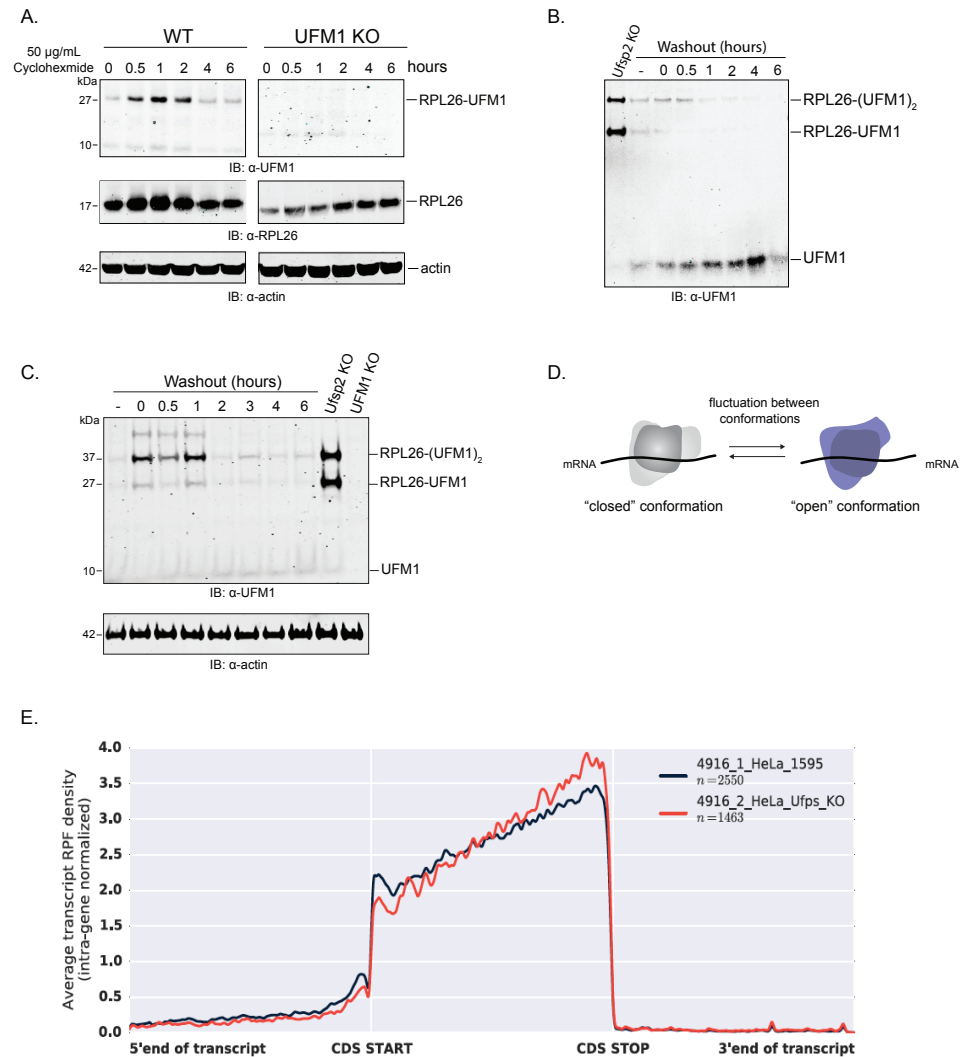 A.
WT
UFM1 KO
50 µg/mL
Cyclohexmide
0 0.5 1 2 4 6
0 0.5 1 2 4 6
hours
kDa
27
RPL26-UFM1
10
IB: α-UFM1
17
RPL26
IB: α-RPL26
42
actin
IB: α-actin
B.
Ufsp2 KO
Washout (hours)
- 0 0.5 1 2 4 6
RPL26-(UFM1)2
RPL26-UFM1
UFM1
IB: α-UFM1
C.
Washout (hours)
- 0 0.5 1 2 3 4 6
Ufsp2 KO
UFM1 KO
kDa
37
RPL26-(UFM1)2
27
RPL26-UFM1
10
UFM1
IB: α-UFM1
42
IB: α-actin
D.
fluctuation between
conformations
mRNA
mRNA
“closed” conformation
“open” conformation
E.
Average transcript RPF density
(intra-gene normalized)
4.0
3.5
3.0
2.5
2.0
1.5
1.0
0.5
0.0
4916_1_HeLa_1595
n=2550
4916_2_HeLa_Ufps_KO
n=1463
5'end of transcript
CDS START
CDS STOP
3'end of transcript